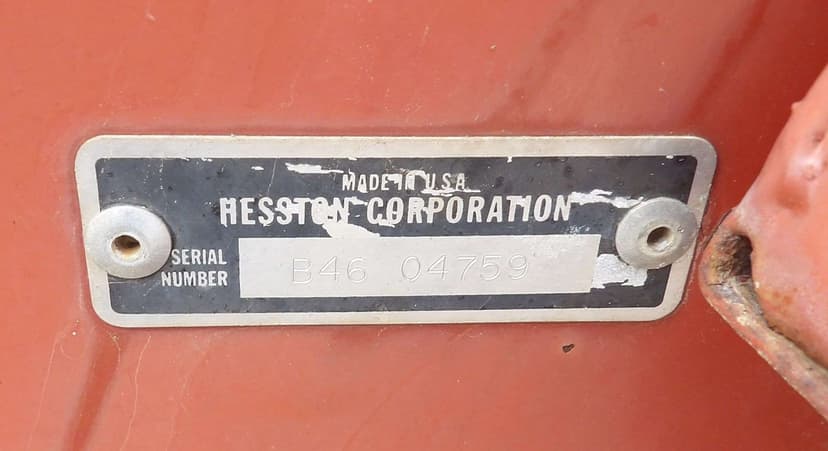 MADE IN U.S.A.
HESSTON CORPORATION
SERIAL
NUMBER
B46 04759